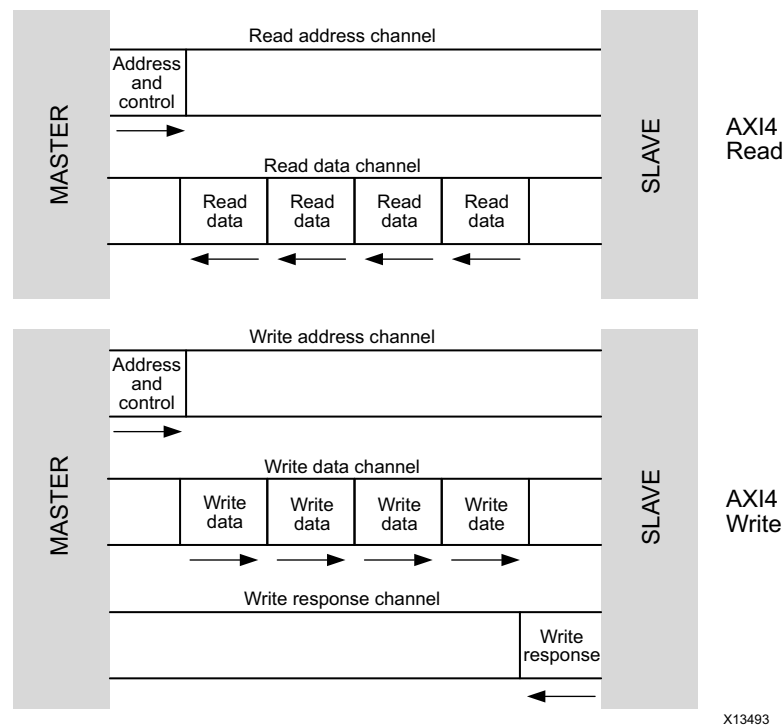 Read address channel
Address
and
control
MASTER
SLAVE
AXI4
Read
Read data channel
Read
data
Read
data
Read
data
Read
data
Write address channel
Address
and
control
MASTER
SLAVE
AXI4
Write
Write data channel
Write
data
Write
data
Write
data
Write
date
Write response channel
Write
response
X13493